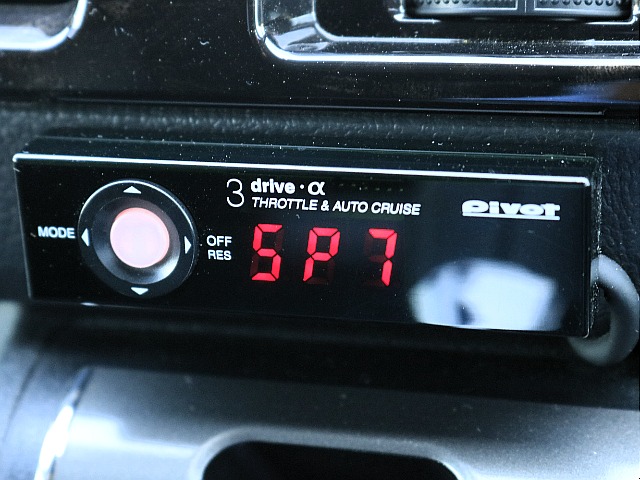 3 drive・α
THROTTLE & AUTO CRUISE
Pivot
MODE
OFF
RES
SP7